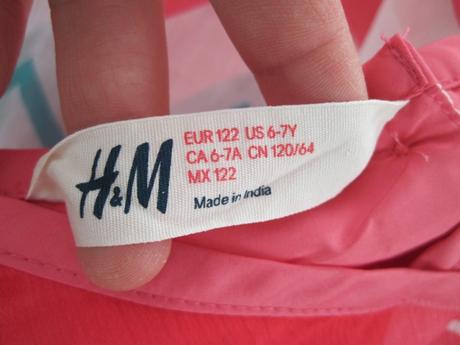 H&M
EUR 122 US 6-7Y
CA 6-7A CN 120/64
MX 122
Made in India